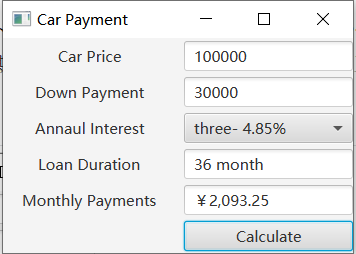 Car Payment
Car Price 100000
Down Payment 30000
Annaul Interest three- 4.85%
Loan Duration 36 month
Monthly Payments ￥2,093.25
Calculate